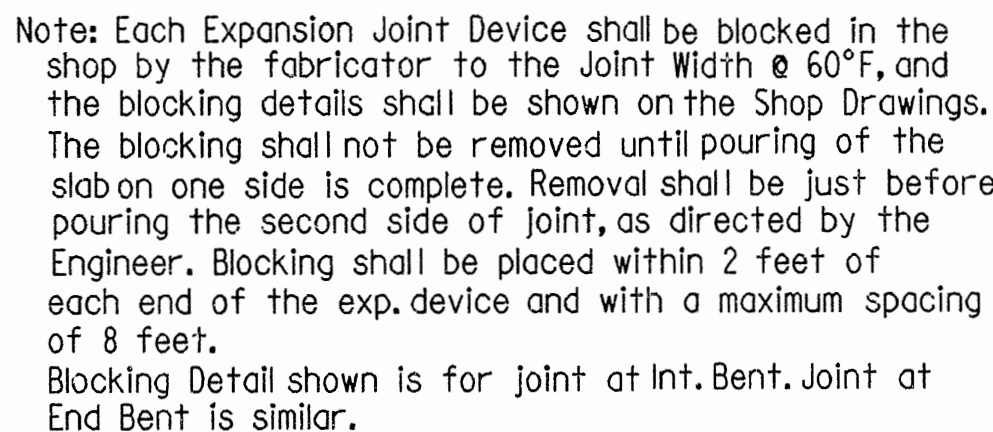 Note: Each Expansion Joint Device shall be blocked in the
shop by the fabricator to the Joint Width @ 60°F, and
the blocking details shall be shown on the Shop Drawings.
The blocking shall not be removed until pouring of the
slab on one side is complete. Removal shall be just before
pouring the second side of joint, as directed by the
Engineer. Blocking shall be placed within 2 feet of
each end of the exp. device and with a maximum spacing
of 8 feet.
Blocking Detail shown is for joint at Int. Bent. Joint at
End Bent is similar.